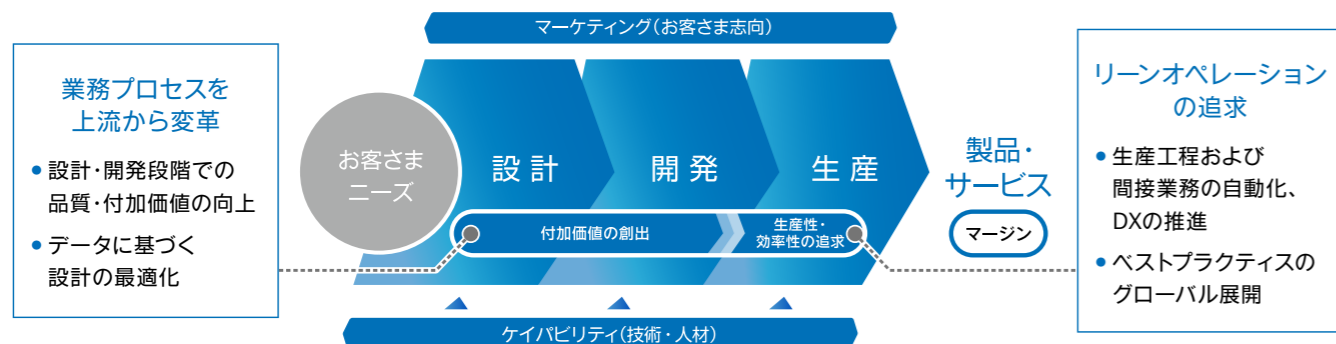 マーケティング(お客さま志向)
業務プロセスを
上流から変革
• 設計・開発段階での
品質・付加価値の向上
• データに基づく
設計の最適化
お客さま
ニーズ
設計
開発
生産
付加価値の創出
生産性・
効率性の追求
製品・
サービス
マージン
ケイパビリティ(技術・人材)
リーンオペレーション
の追求
• 生産工程および
間接業務の自動化、
DXの推進
• ベストプラクティスの
グローバル展開